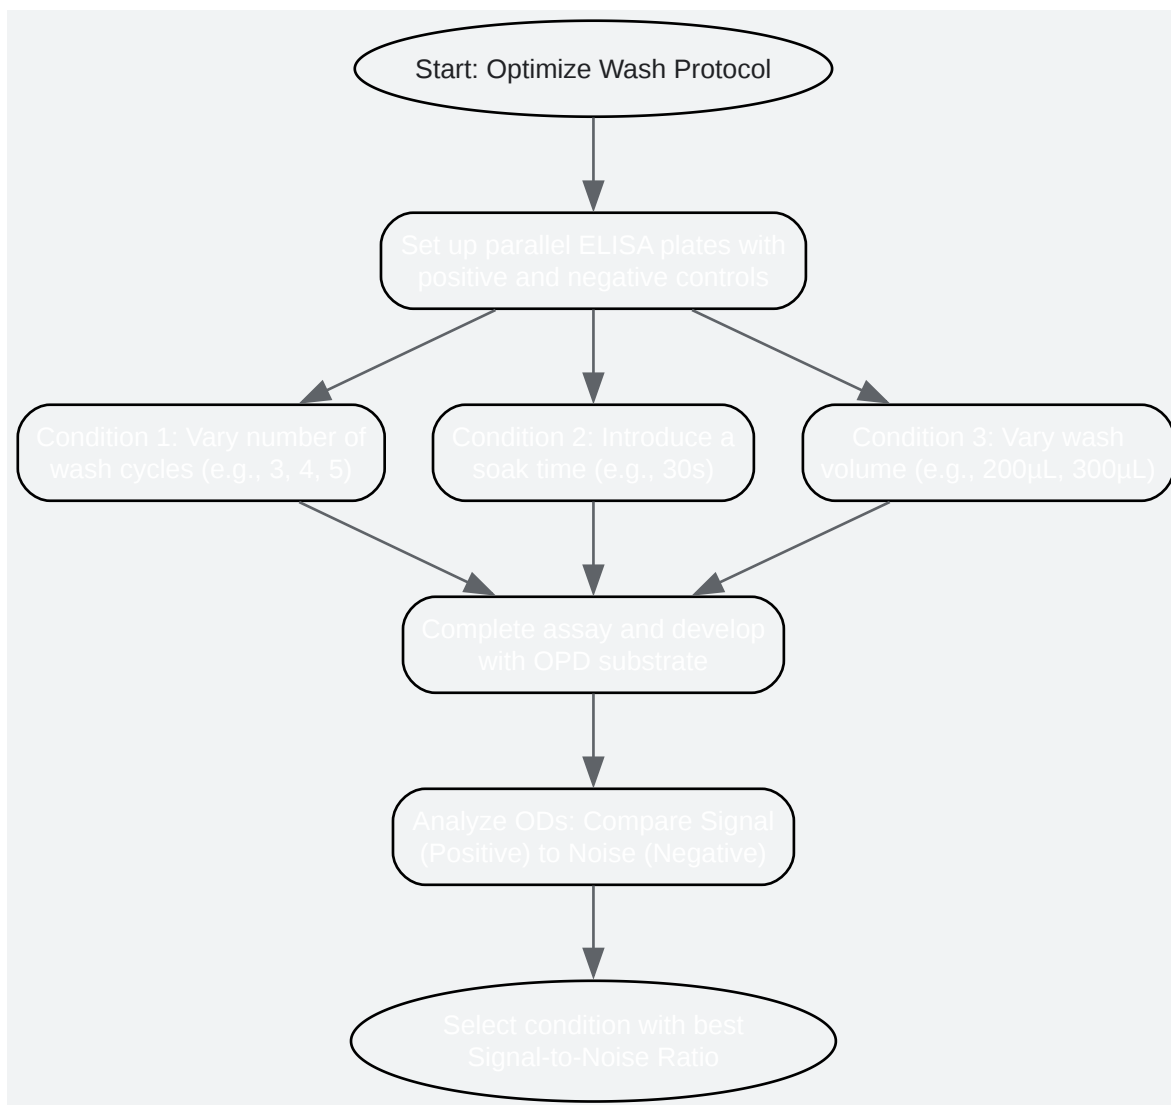 Start: Optimize Wash Protocol
Set up parallel ELISA plates with
positive and negative controls
Condition 1: Vary number of
wash cycles (e.g., 3, 4, 5)
Condition 2: Introduce a
soak time (e.g., 30s)
Condition 3: Vary wash
volume (e.g., 200µL, 300µL)
Complete assay and develop
with OPD substrate
Analyze ODs: Compare Signal
(Positive) to Noise (Negative)
Select condition with best
Signal-to-Noise Ratio